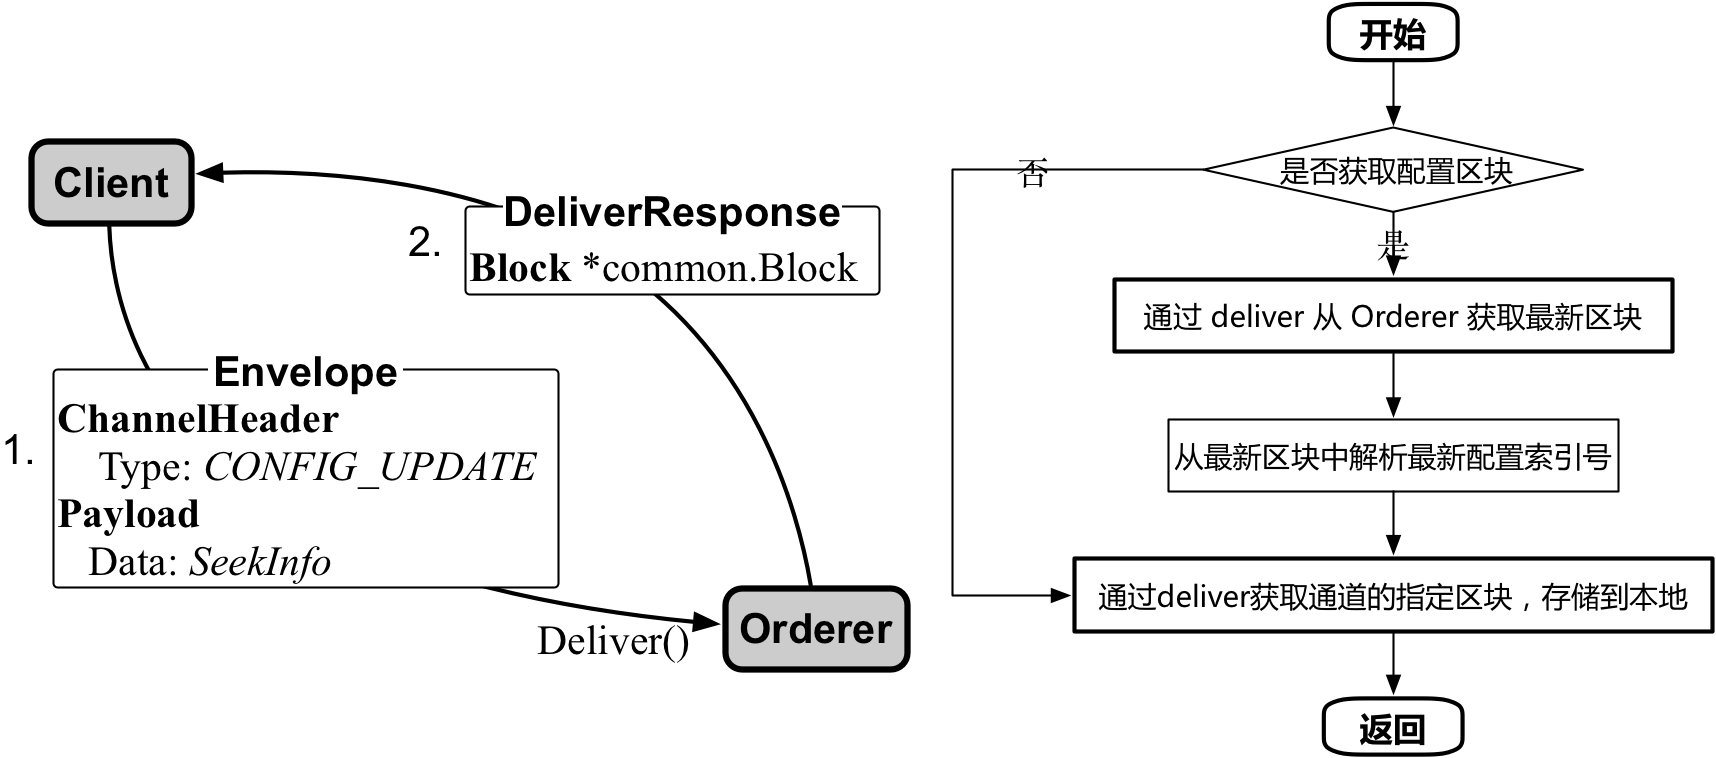 Client
2.
DeliverResponse
Block *common.Block
1.
Envelope
ChannelHeader
Type: CONFIG_UPDATE
Payload
Data: SeekInfo
Deliver()
Orderer
开始
是否获取配置区块
否
是
通过 deliver 从 Orderer 获取最新区块
从最新区块中解析最新配置索引号
通过deliver获取通道的指定区块，存储到本地
返回